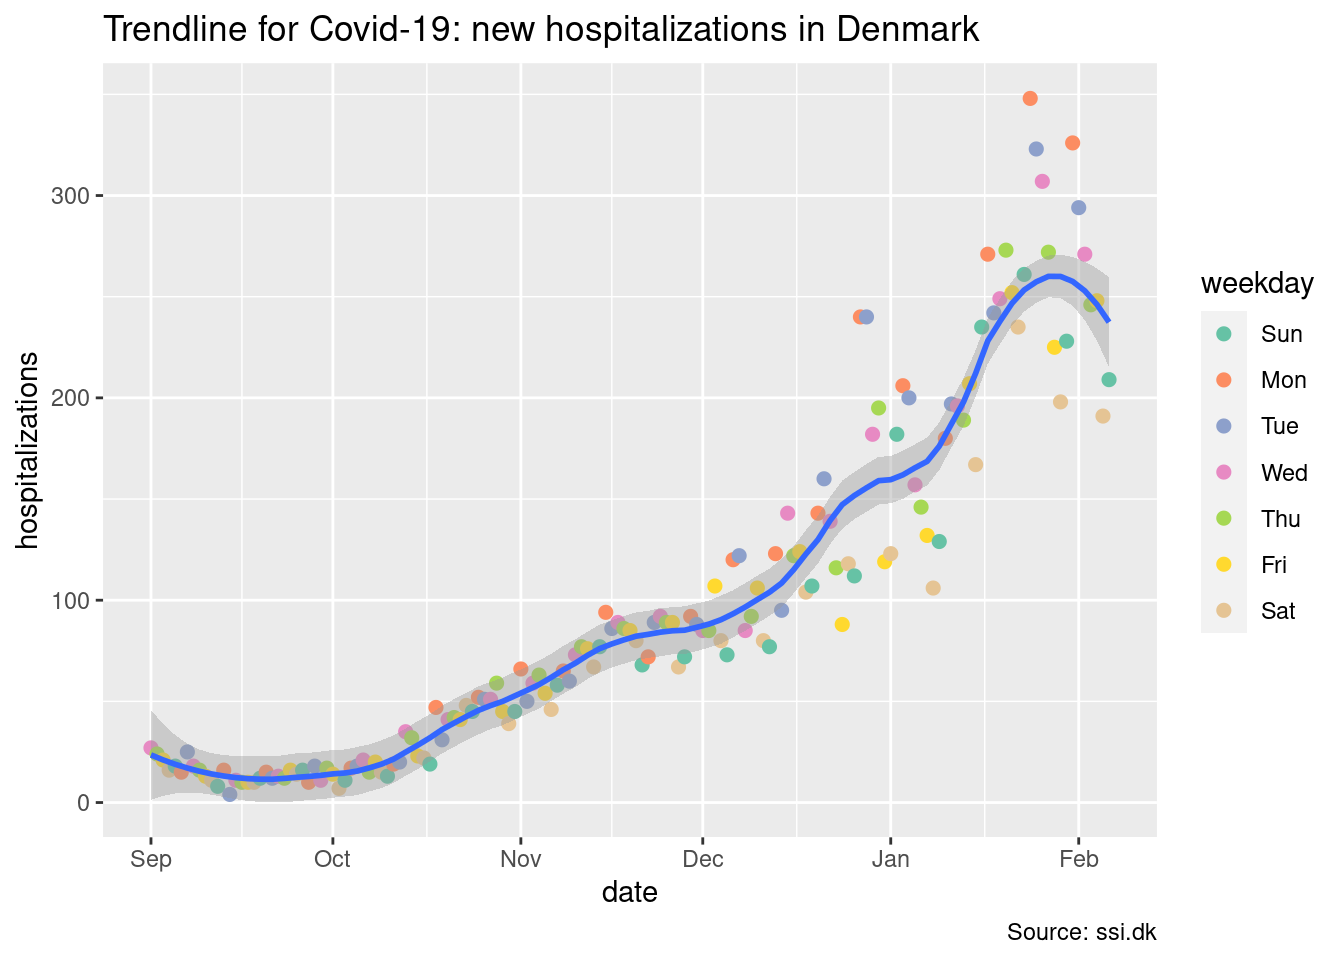 Trendline for Covid-19: new hospitalizations in Denmark
hospitalizations
300
200
100
0
Sep Oct Nov Dec Jan Feb
date
weekday
Sun
Mon
Tue
Wed
Thu
Fri
Sat
Source: ssi.dk